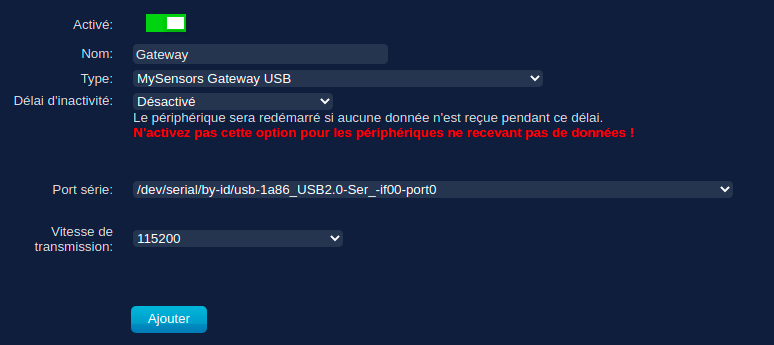 Activé:
Nom: Gateway
Type: MySensors Gateway USB
Délai d'inactivité: Désactivé
Le périphérique sera redémarré si aucune donnée n'est reçue pendant ce délai.
N'activez pas cette option pour les périphériques ne recevant pas de données !
Port série: /dev/serial/by-id/usb-1a86_USB2.0-Ser_-if00-port0
Vitesse de
transmission: 115200
Ajouter